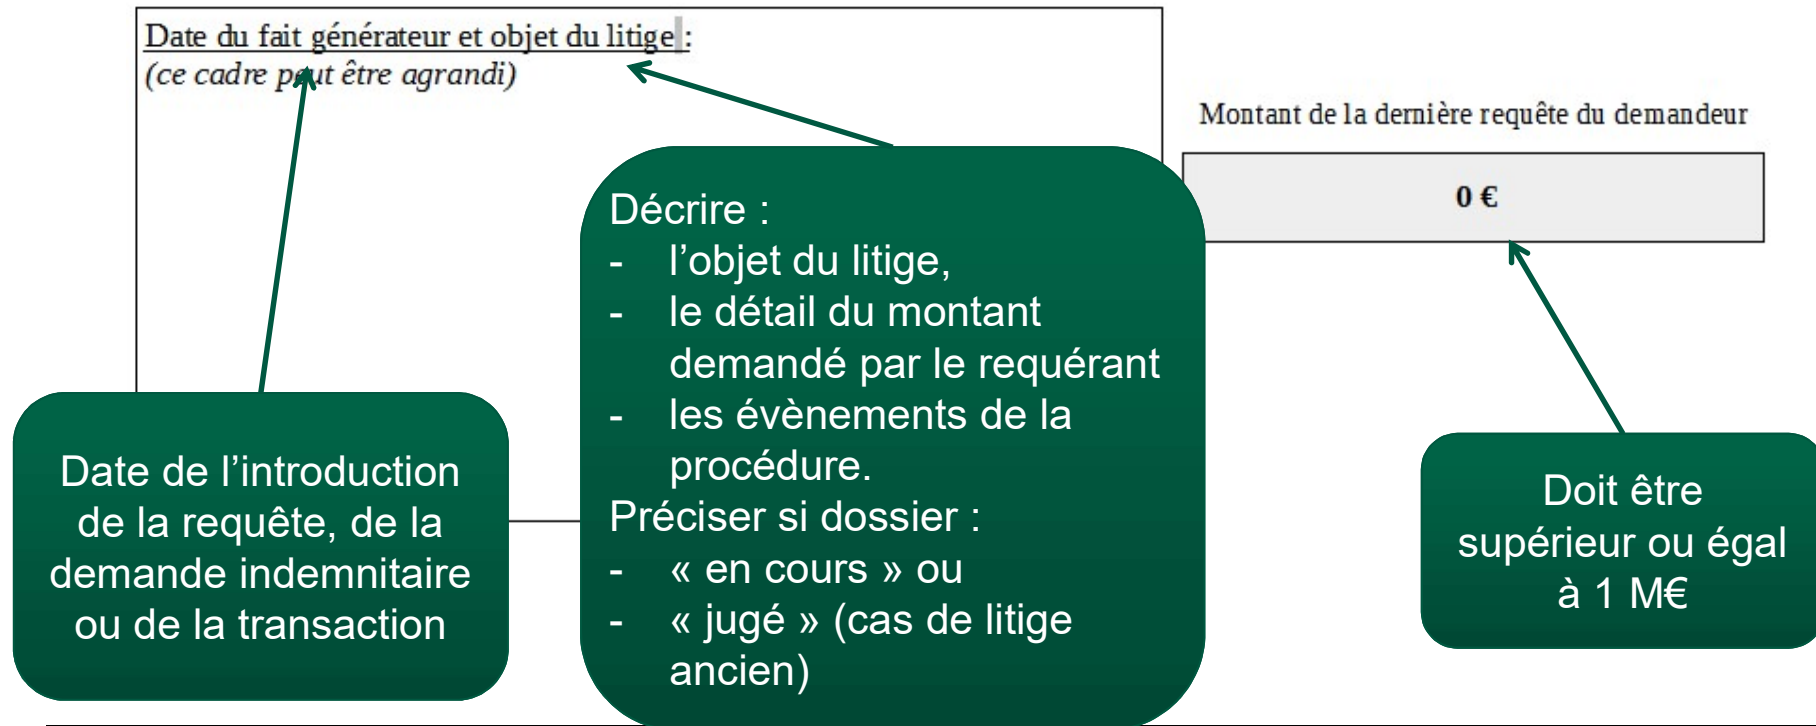 Date du fait générateur et objet du litige :
(ce cadre peut être agrandi)
Montant de la dernière requête du demandeur
0 €
Décrire :
- l’objet du litige,
- le détail du montant
demandé par le requérant
- les évènements de la
procédure.
Préciser si dossier :
- « en cours » ou
- « jugé » (cas de litige
ancien)
Date de l’introduction
de la requête, de la
demande indemnitaire
ou de la transaction
Doit être
supérieur ou égal
à 1 M€